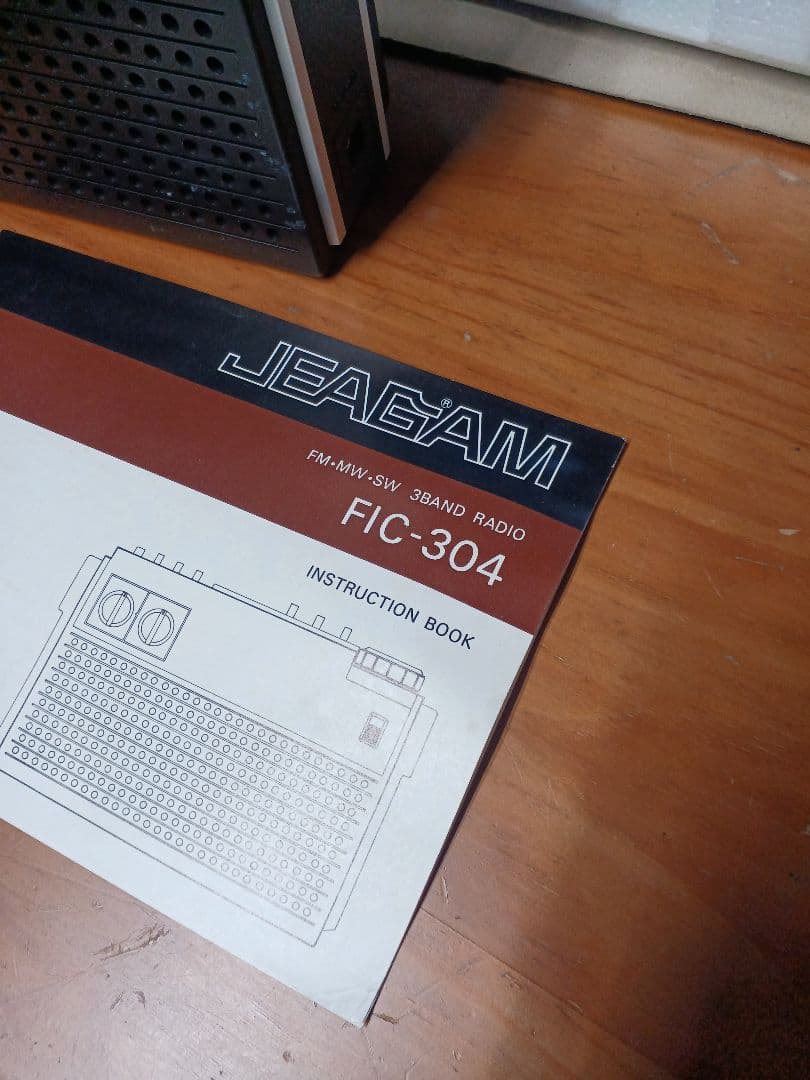 JEAGAM®
FM•MW•SW 3BAND RADIO
FIC-304
INSTRUCTION BOOK